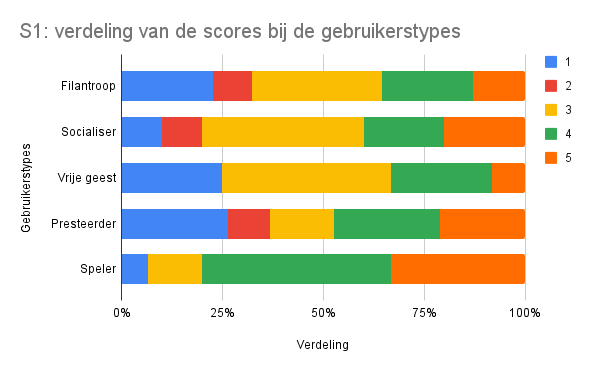 S1: verdeling van de scores bij de gebruikerstypes
1
2
3
4
5
Gebruikerstypes
Filantroop
Socialiser
Vrije geest
Presteerder
Speler
0% 25% 50% 75% 100%
Verdeling